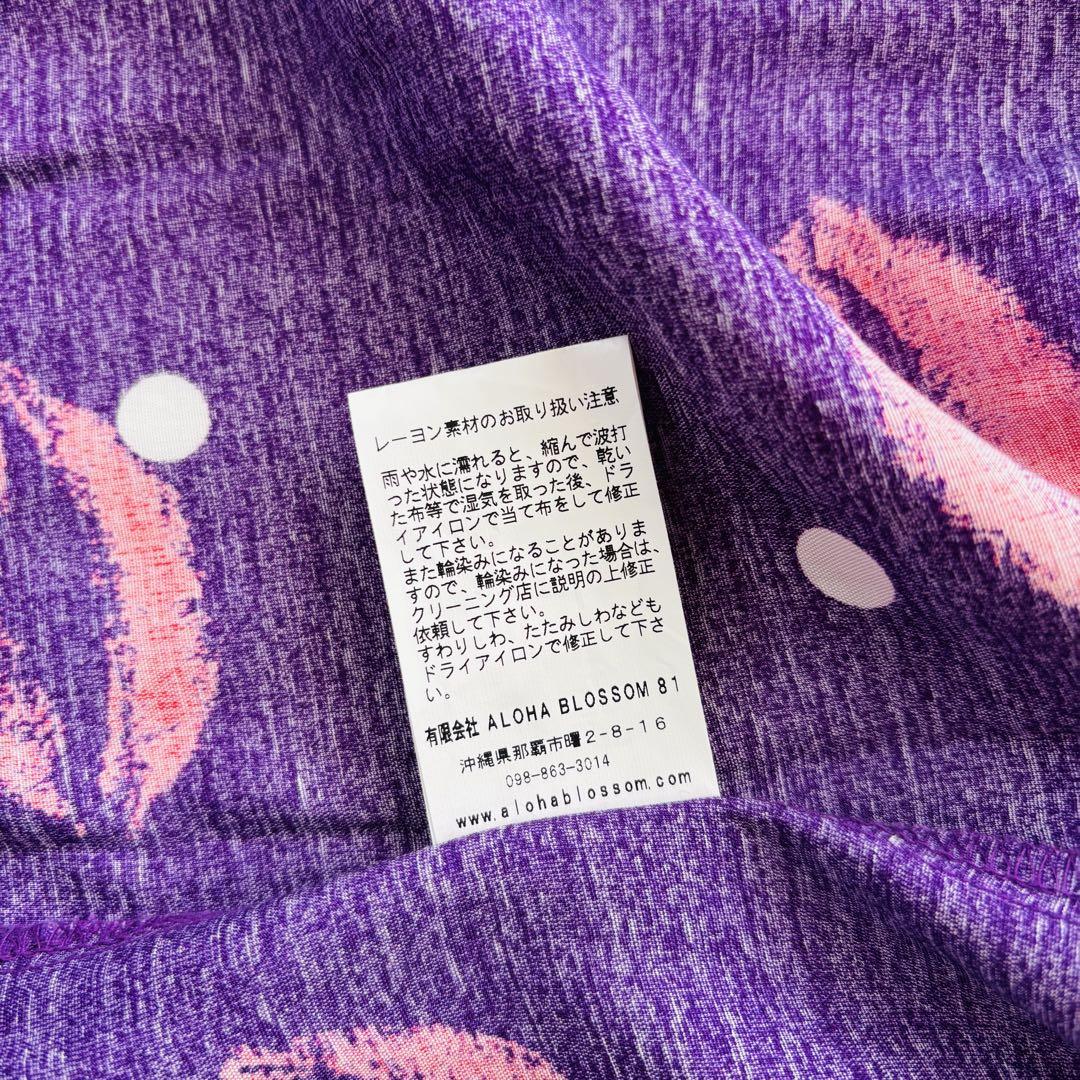 レーヨン素材のお取り扱い注意
雨や水に濡れると、縮んで波打
った状態になりますので、乾い
た布等で湿気を取った後、ドラ
イアイロンで当て布をして修正
して下さい。
また輪染みになることがありま
すので、輪染みになった場合は、
クリーニング店に説明の上修正
依頼して下さい。
すわりしわ、たたみしわなども
ドライアイロンで修正して下さ
い。
有限会社 ALOHA BLOSSOM 81
沖縄県那覇市曙2-8-16
098-863-3014
www.alohablossom.com